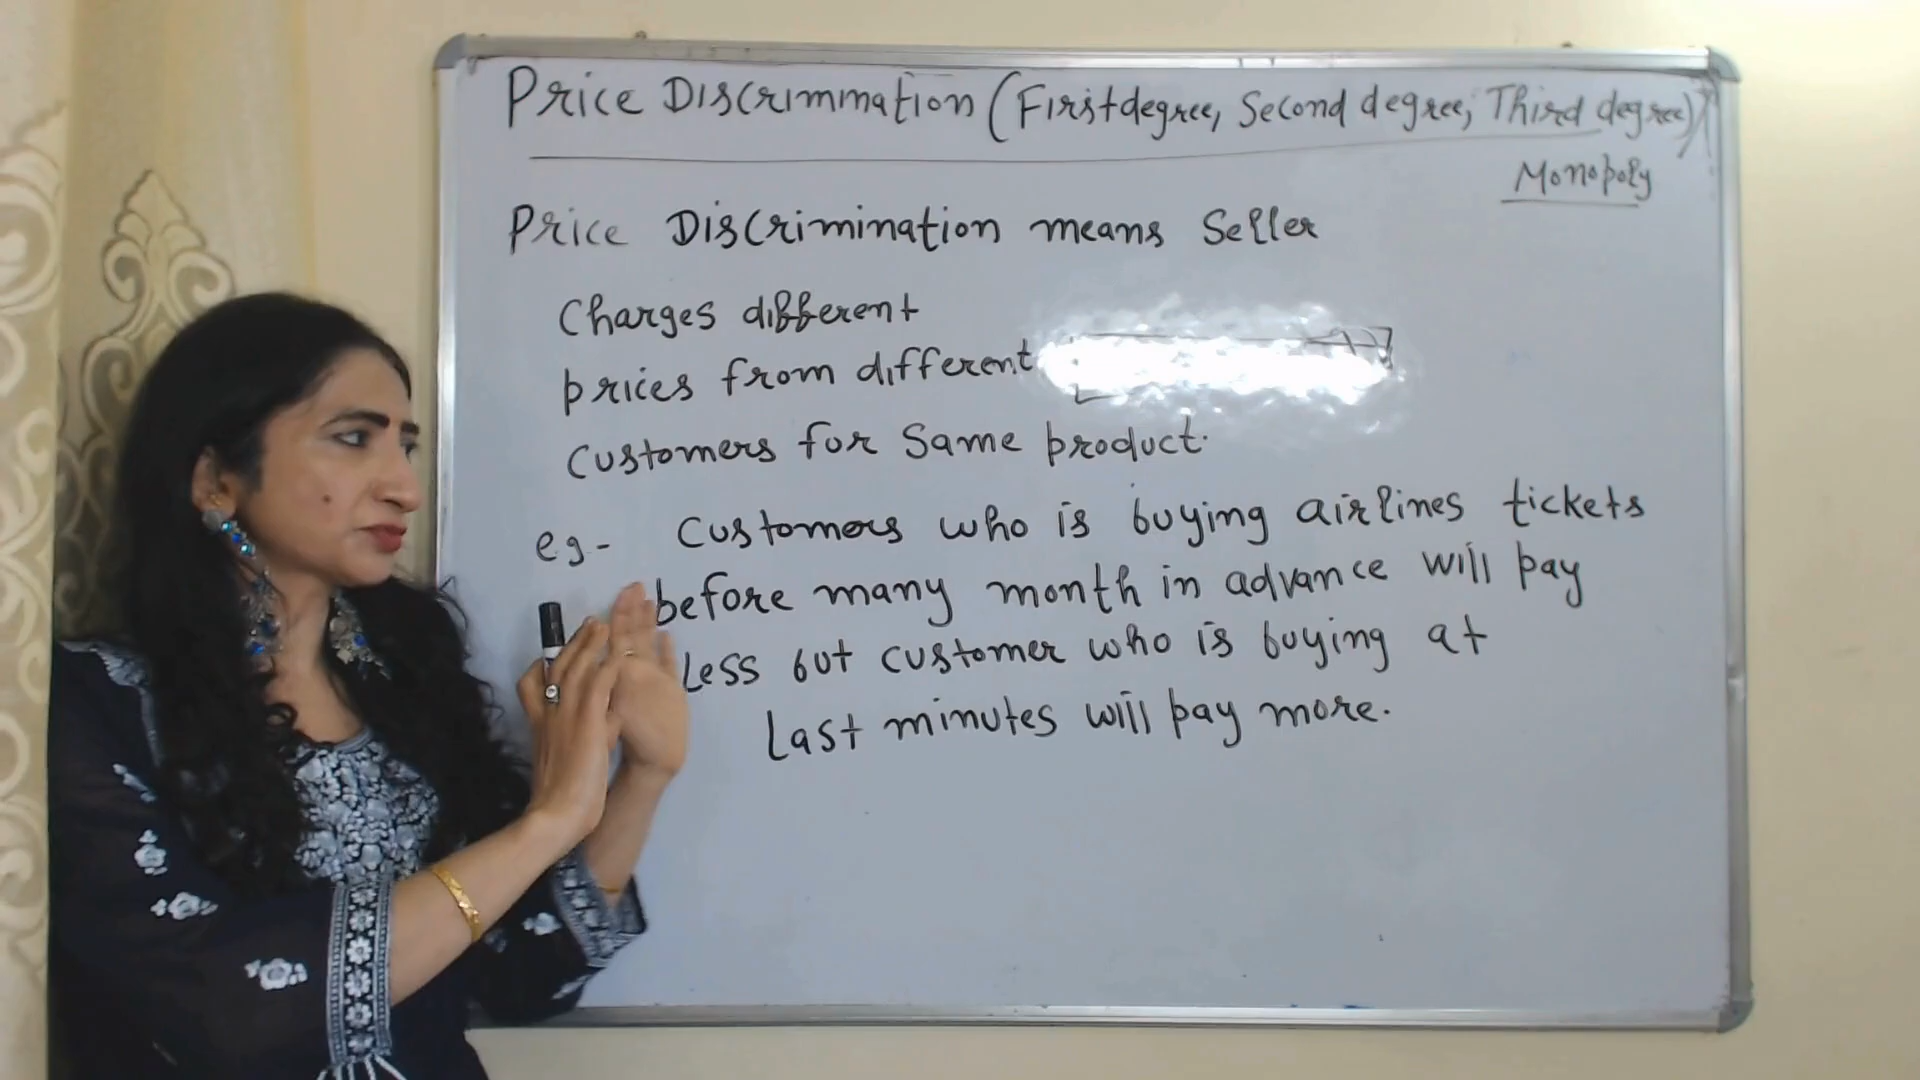 Price Discrimination (First degree, Second degree, Third degree)
Monopoly
Price Discrimination means Seller
Charges different
prices from different
Customers for Same product.
eg- Customers who is buying airlines tickets
before many month in advance will pay
Less but customer who is buying at
Last minutes will pay more.